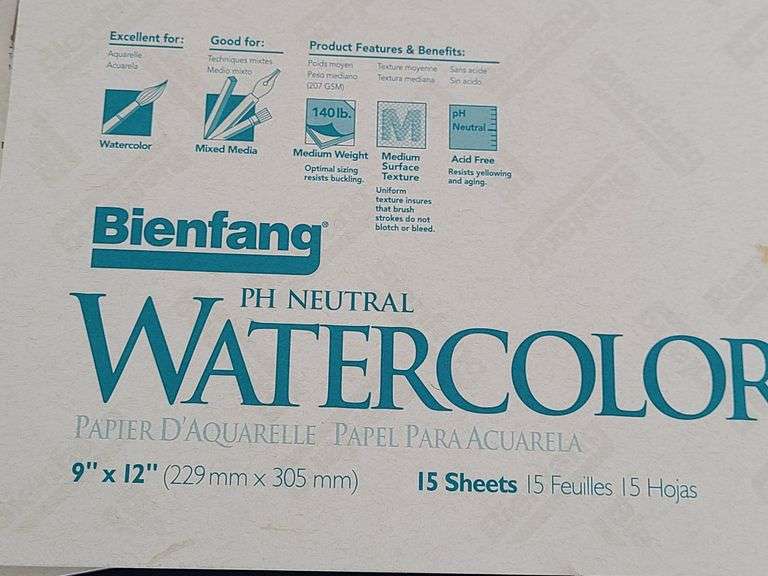 Excellent for:
Aquarelle
Acuarela
Watercolor
Good for:
Techniques mixtes
Medio mixto
Mixed Media
Product Features & Benefits:
Poids moyen
Peso mediano
(207 GSM)
140 lb.
Medium Weight
Optimal sizing
resists buckling.
Texture moyenne
Textura mediana
M
Medium
Surface
Texture
Uniform
texture insures
that brush
strokes do not
blotch or bleed.
Sans acide
Sin acido
pH
Neutral
Acid Free
Resists yellowing
and aging.
Bienfang®
PH NEUTRAL
WATERCOLOR
PAPIER D'AQUARELLE PAPEL PARA ACUARELA
9" x 12" (229 mm x 305 mm) 15 Sheets 15 Feuilles 15 Hojas